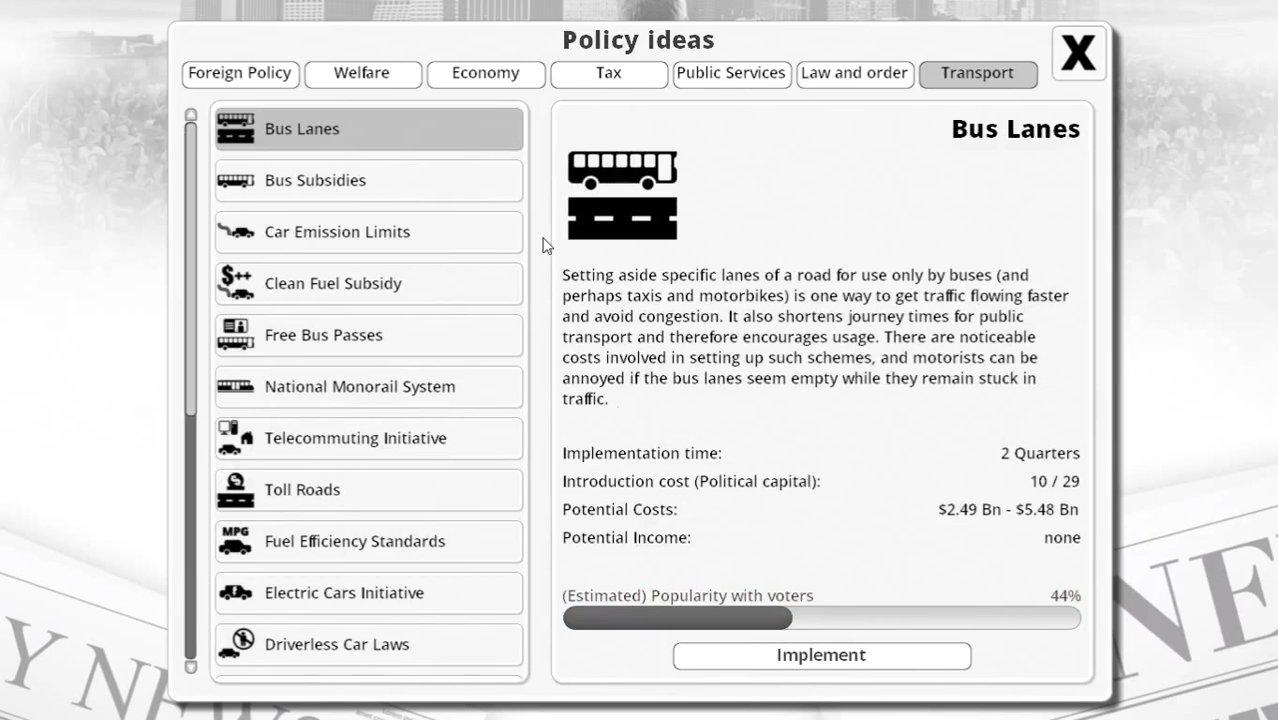 Policy ideas
X
Foreign Policy
Welfare
Economy
Tax
Public Services
Law and order
Transport
Bus Lanes
Bus Subsidies
Car Emission Limits
$++
Clean Fuel Subsidy
Free Bus Passes
National Monorail System
Telecommuting Initiative
Toll Roads
MPG
Fuel Efficiency Standards
Electric Cars Initiative
Driverless Car Laws
Bus Lanes
Setting aside specific lanes of a road for use only by buses (and
perhaps taxis and motorbikes) is one way to get traffic flowing faster
and avoid congestion. It also shortens journey times for public
transport and therefore encourages usage. There are noticeable
costs involved in setting up such schemes, and motorists can be
annoyed if the bus lanes seem empty while they remain stuck in
traffic.
Implementation time: 2 Quarters
Introduction cost (Political capital): 10 / 29
Potential Costs: $2.49 Bn - $5.48 Bn
Potential Income: none
(Estimated) Popularity with voters 44%
Implement